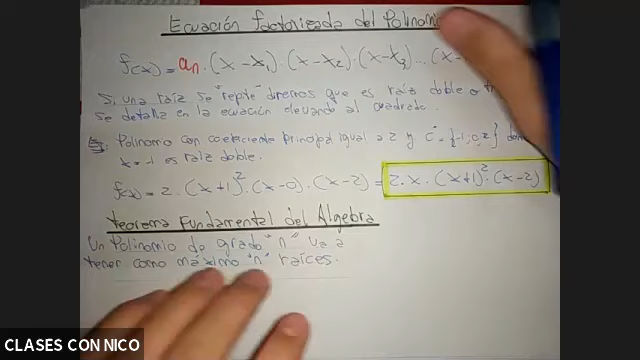 Ecuación factorizada del Polinomio
f(x) = an · (x - x1) · (x - x2) · (x - x3) ... (x -
Si una raíz se "repite" diremos que es raíz doble o
se detalla en la ecuación elevando al cuadrado.
Ej: Polinomio con coeficiente principal igual a 2 y C° = {-1; 0; 2}
x = -1 es raíz doble.
f(x) = 2 · (x+1)² · (x-0) · (x-2) = 2 · x · (x+1)² · (x-2)
Teorema Fundamental del Álgebra
Un Polinomio de grado "n" va a
tener como máximo "n" raíces.
CLASES CON NICO